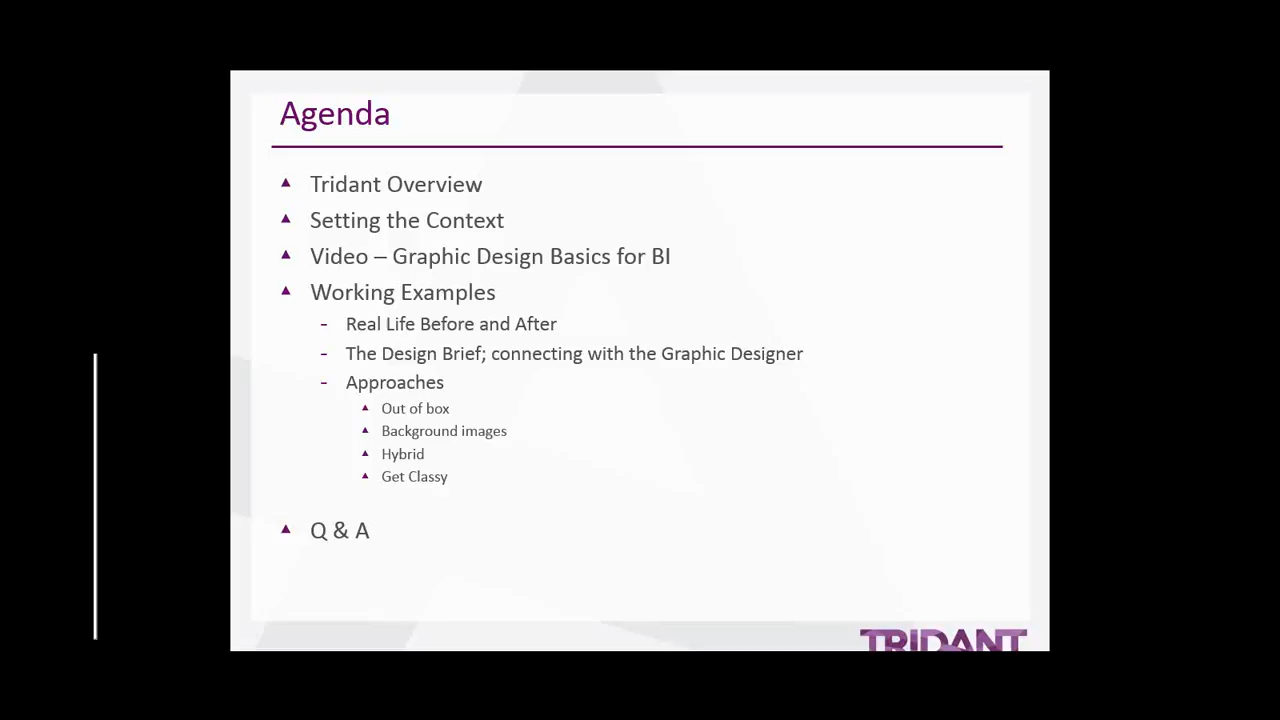 Agenda
Tridant Overview
Setting the Context
Video – Graphic Design Basics for BI
Working Examples
- Real Life Before and After
- The Design Brief; connecting with the Graphic Designer
- Approaches
Out of box
Background images
Hybrid
Get Classy
Q & A
TRIDANT